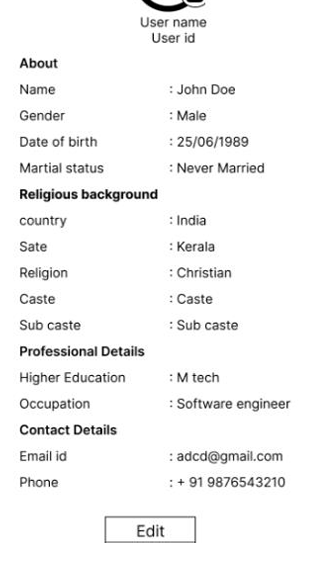 User name
User id
About
Name : John Doe
Gender : Male
Date of birth : 25/06/1989
Martial status : Never Married
Religious background
country : India
Sate : Kerala
Religion : Christian
Caste : Caste
Sub caste : Sub caste
Professional Details
Higher Education : M tech
Occupation : Software engineer
Contact Details
Email id : adcd@gmail.com
Phone : + 91 9876543210
Edit